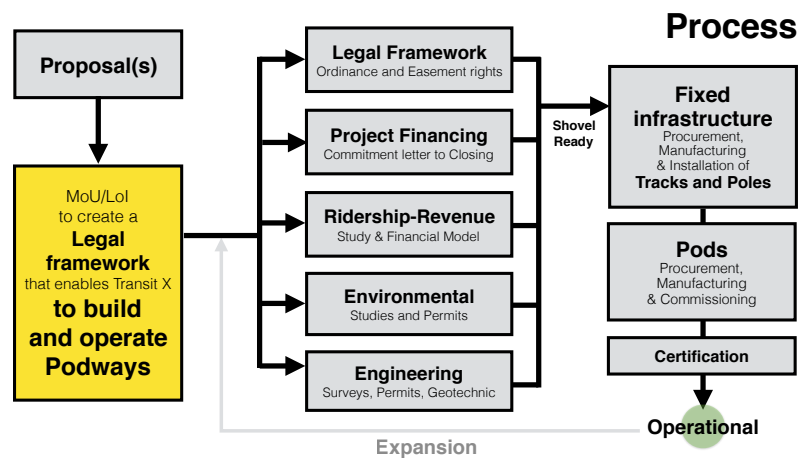 Process
Proposal(s)
MoU/LoI
to create a
Legal
framework
that enables Transit X
to build
and operate
Podways
Legal Framework
Ordinance and Easement rights
Project Financing
Commitment letter to Closing
Ridership-Revenue
Study & Financial Model
Environmental
Studies and Permits
Engineering
Surveys, Permits, Geotechnic
Shovel
Ready
Fixed
infrastructure
Procurement,
Manufacturing
& Installation of
Tracks and Poles
Pods
Procurement,
Manufacturing
& Commissioning
Certification
Operational
Expansion